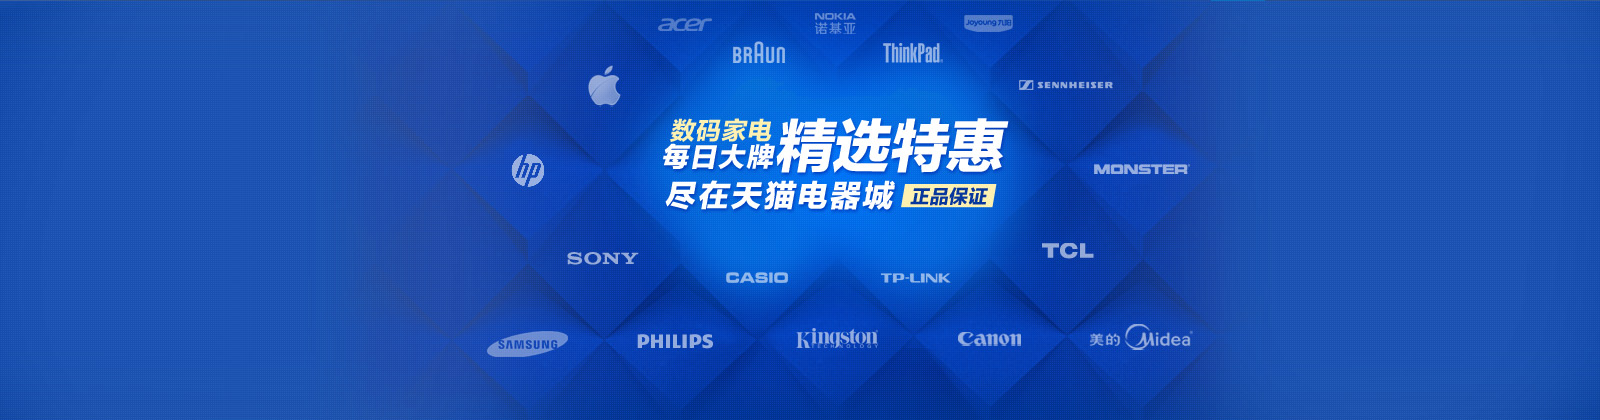 acer
NOKIA
诺基亚
Joyoung九阳
BRAUN
ThinkPad
SENNHEISER
数码家电
每日大牌
精选特惠
hp
MONSTER
尽在天猫电器城
正品保证
SONY
TCL
CASIO
TP-LINK
SAMSUNG
PHILIPS
Kingston
TECHNOLOGY
Canon
美的 Midea